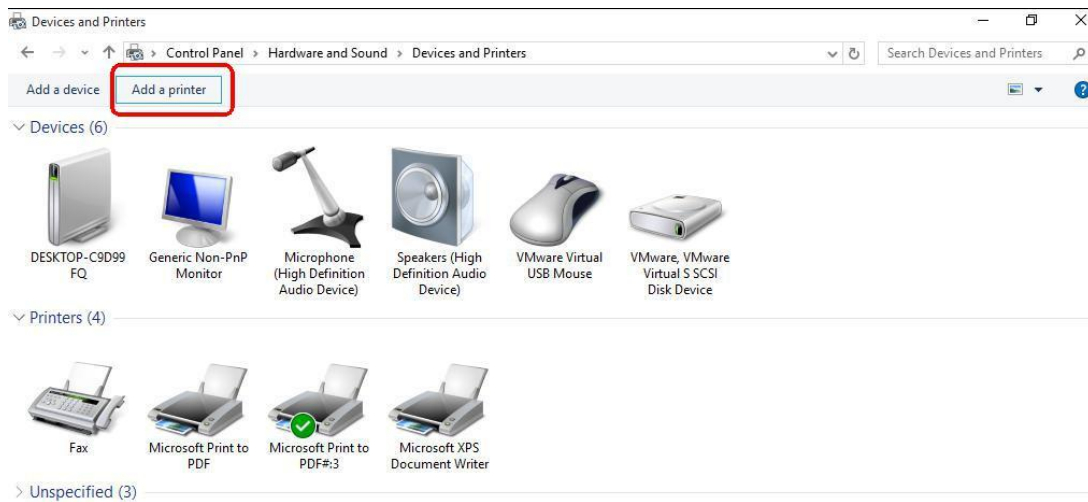 Devices and Printers
Control Panel > Hardware and Sound > Devices and Printers
Search Devices and Printers
Add a device
Add a printer
Devices (6)
DESKTOP-C9D99
FQ
Generic Non-PnP
Monitor
Microphone
(High Definition
Audio Device)
Speakers (High
Definition Audio
Device)
VMware Virtual
USB Mouse
VMware, VMware
Virtual S SCSI
Disk Device
Printers (4)
Fax
Microsoft Print to
PDF
Microsoft Print to
PDF#:3
Microsoft XPS
Document Writer
Unspecified (3)